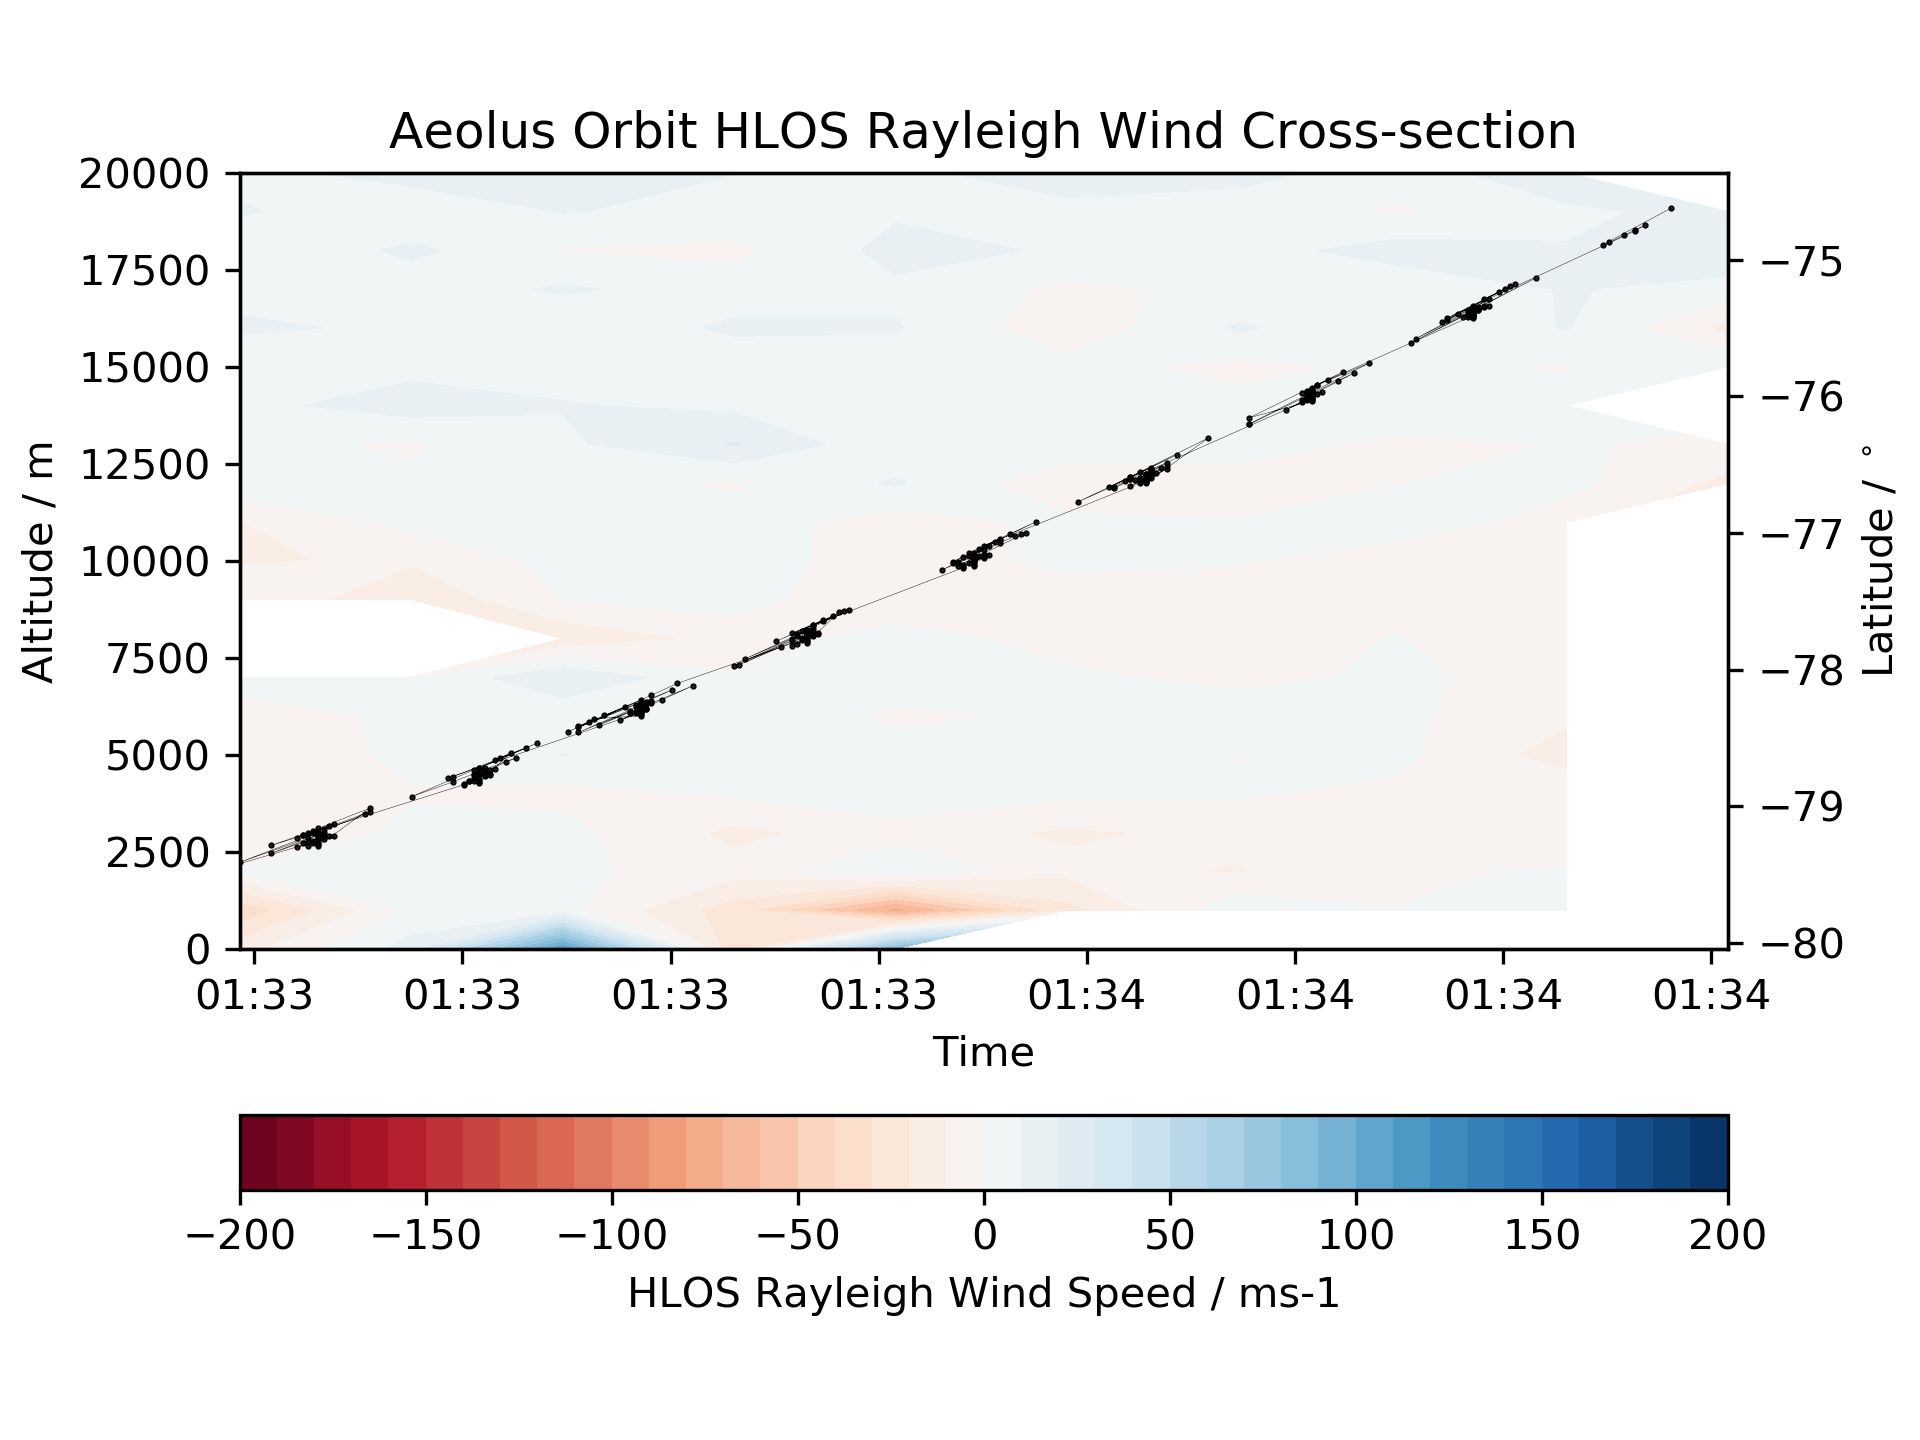 Aeolus Orbit HLOS Rayleigh Wind Cross-section
20000
17500
15000
12500
10000
7500
5000
2500
0
Altitude / m
−75
−76
−77
−78
−79
−80
Latitude / °
01:33 01:33 01:33 01:33 01:34 01:34 01:34 01:34
Time
−200 −150 −100 −50 0 50 100 150 200
HLOS Rayleigh Wind Speed / ms-1